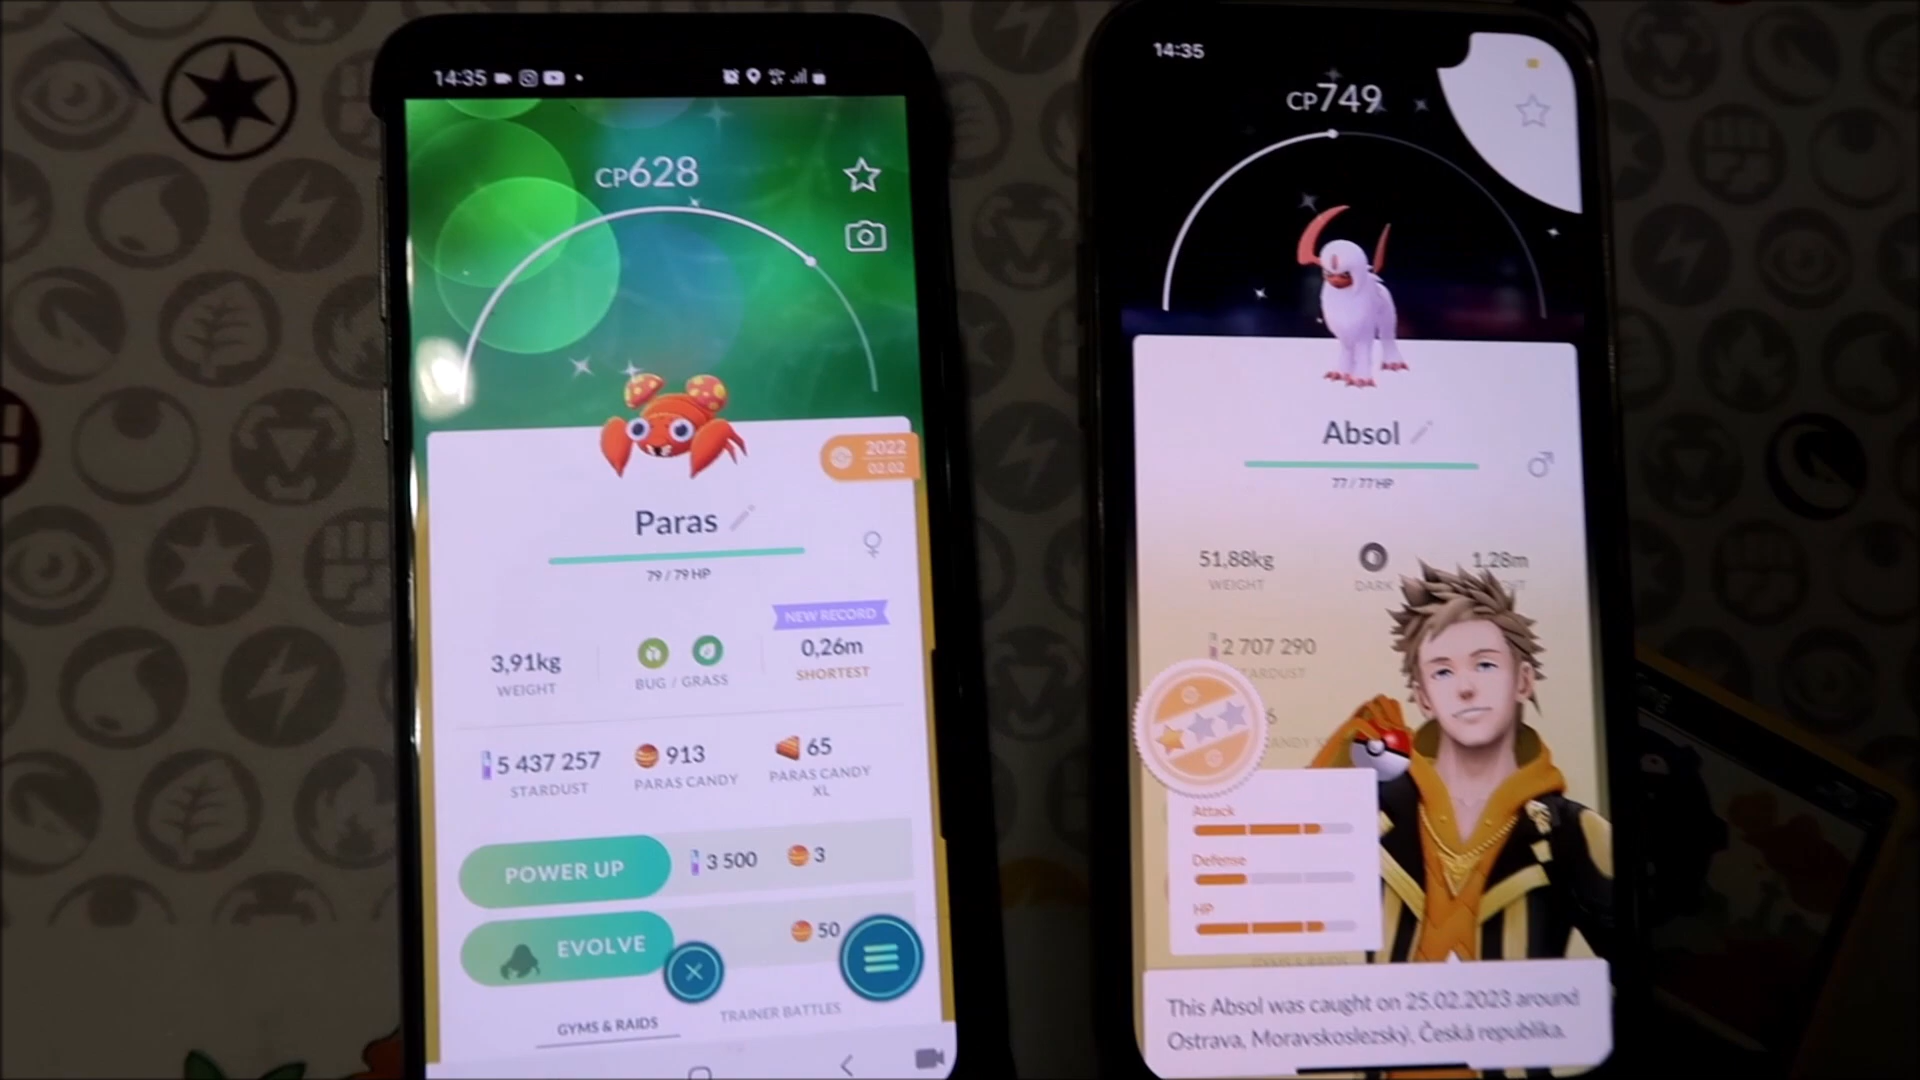 14:35
CP628
2022
02.02
Paras
79 / 79 HP
NEW RECORD
3,91kg
WEIGHT
BUG / GRASS
0,26m
SHORTEST
5 437 257
STARDUST
913
PARAS CANDY
65
PARAS CANDY
XL
POWER UP
3 500
3
EVOLVE
50
GYMS & RAIDS
TRAINER BATTLES
14:35
CP749
Absol
77 / 77 HP
51,88kg
WEIGHT
DARK
1,28m
2 707 290
STARDUST
Attack
Defense
HP
GYMS & RAIDS
This Absol was caught on 25.02.2023 around
Ostrava, Moravskoslezský, Česká republika.